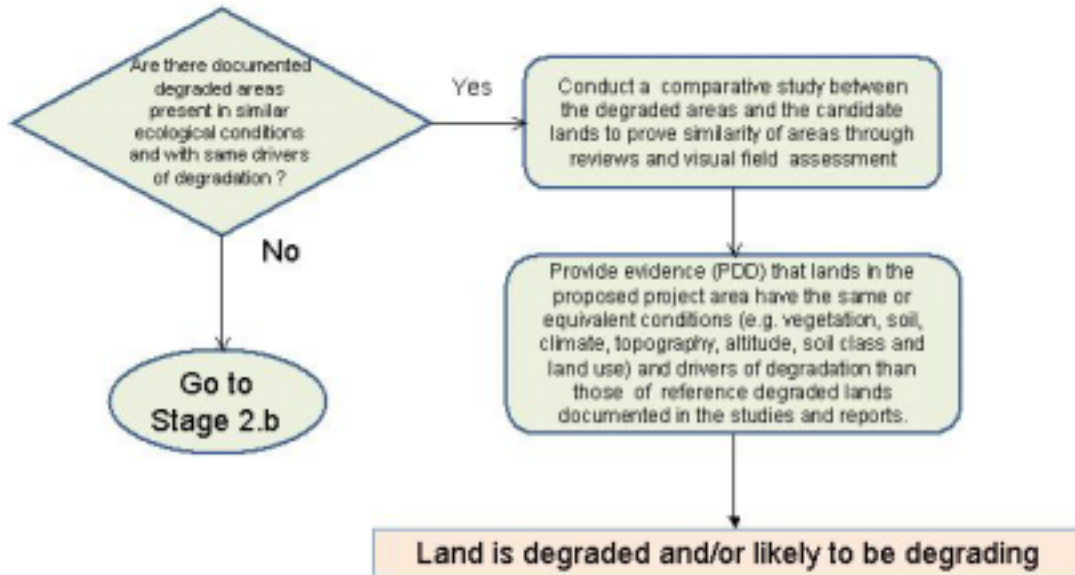 Are there documented
degraded areas
present in similar
ecological conditions
and with same drivers
of degradation ?
Yes
Conduct a comparative study between
the degraded areas and the candidate
lands to prove similarity of areas through
reviews and visual field assessment
No
Provide evidence (PDD) that lands in the
proposed project area have the same or
equivalent conditions (e.g. vegetation, soil,
climate, topography, altitude, soil class and
land use) and drivers of degradation than
those of reference degraded lands
documented in the studies and reports.
Go to
Stage 2.b
Land is degraded and/or likely to be degrading